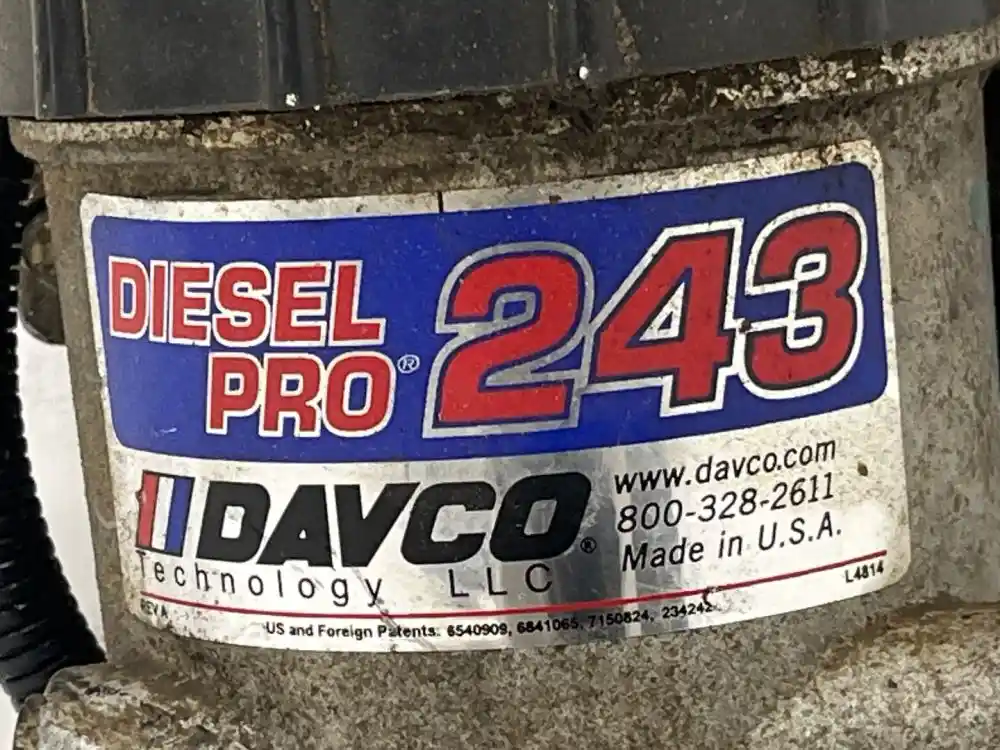 DIESEL
PRO®
243
DAVCO®
Technology LLC
www.davco.com
800-328-2611
Made in U.S.A.
L4814
REV A
US and Foreign Patents: 6540909, 6841065, 7150824, 234242